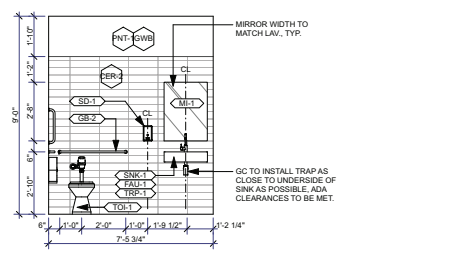 MIRROR WIDTH TO
MATCH LAV., TYP.
PNT-1
GWB
CER-2
CL
MI-1
SD-1
CL
GB-2
SNK-1
FAU-1
TRP-1
TOI-1
GC TO INSTALL TRAP AS
CLOSE TO UNDERSIDE OF
SINK AS POSSIBLE, ADA
CLEARANCES TO BE MET.
9'-0"
1'-10"
1'-2"
2'-8"
6"
2'-10"
6" 1'-0" 2'-0" 1'-0" 1'-9 1/2" 1'-2 1/4"
7'-5 3/4"